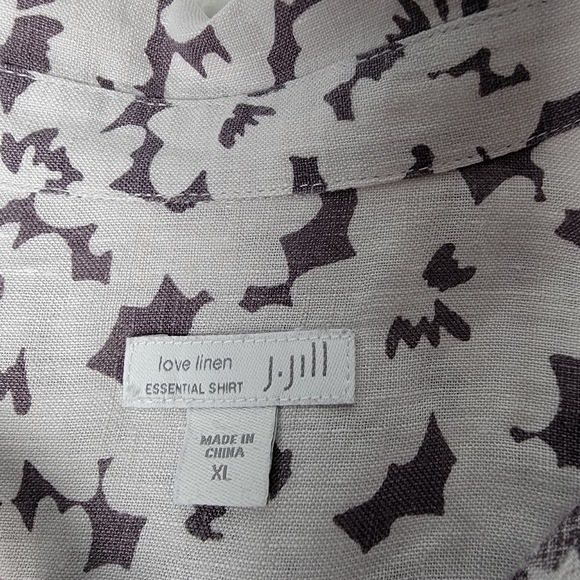 love linen
ESSENTIAL SHIRT
J.Jill
MADE IN
CHINA
XL